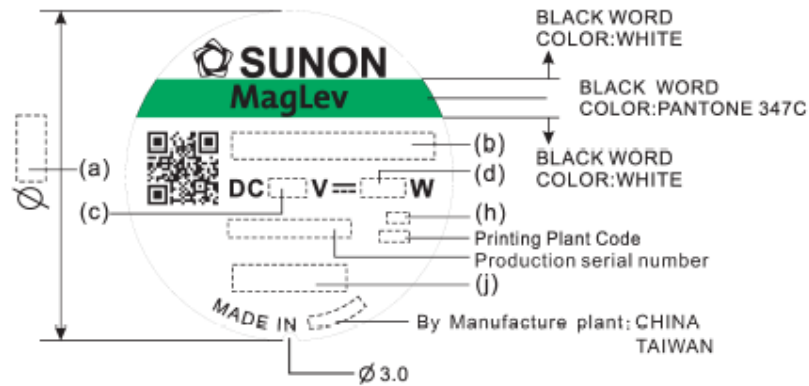 BLACK WORD
COLOR:WHITE
SUNON
MagLev
BLACK WORD
COLOR:PANTONE 347C
(a)
(b)
BLACK WORD
COLOR:WHITE
(d)
DC V⎓ W
(c)
(h)
Printing Plant Code
Production serial number
(j)
MADE IN
By Manufacture plant: CHINA
TAIWAN
Ø
Ø 3.0